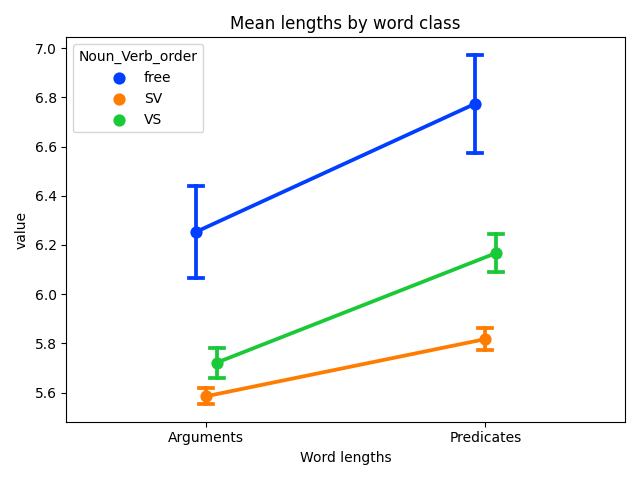 Mean lengths by word class
Noun_Verb_order
free
SV
VS
7.0
6.8
6.6
6.4
6.2
6.0
5.8
5.6
value
Arguments
Predicates
Word lengths